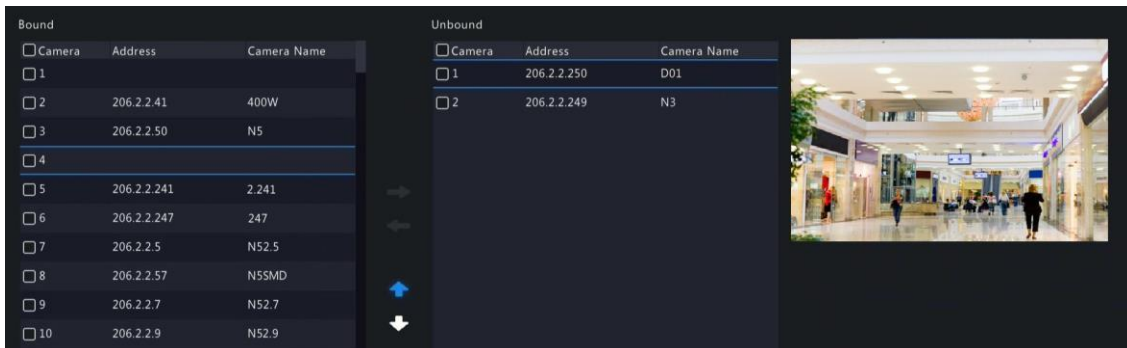 Bound
Camera Address Camera Name
1
2 206.2.2.41 400W
3 206.2.2.50 N5
4
5 206.2.2.241 2.241
6 206.2.2.247 247
7 206.2.2.5 N52.5
8 206.2.2.57 N5SMD
9 206.2.2.7 N52.7
10 206.2.2.9 N52.9
Unbound
Camera Address Camera Name
1 206.2.2.250 D01
2 206.2.2.249 N3